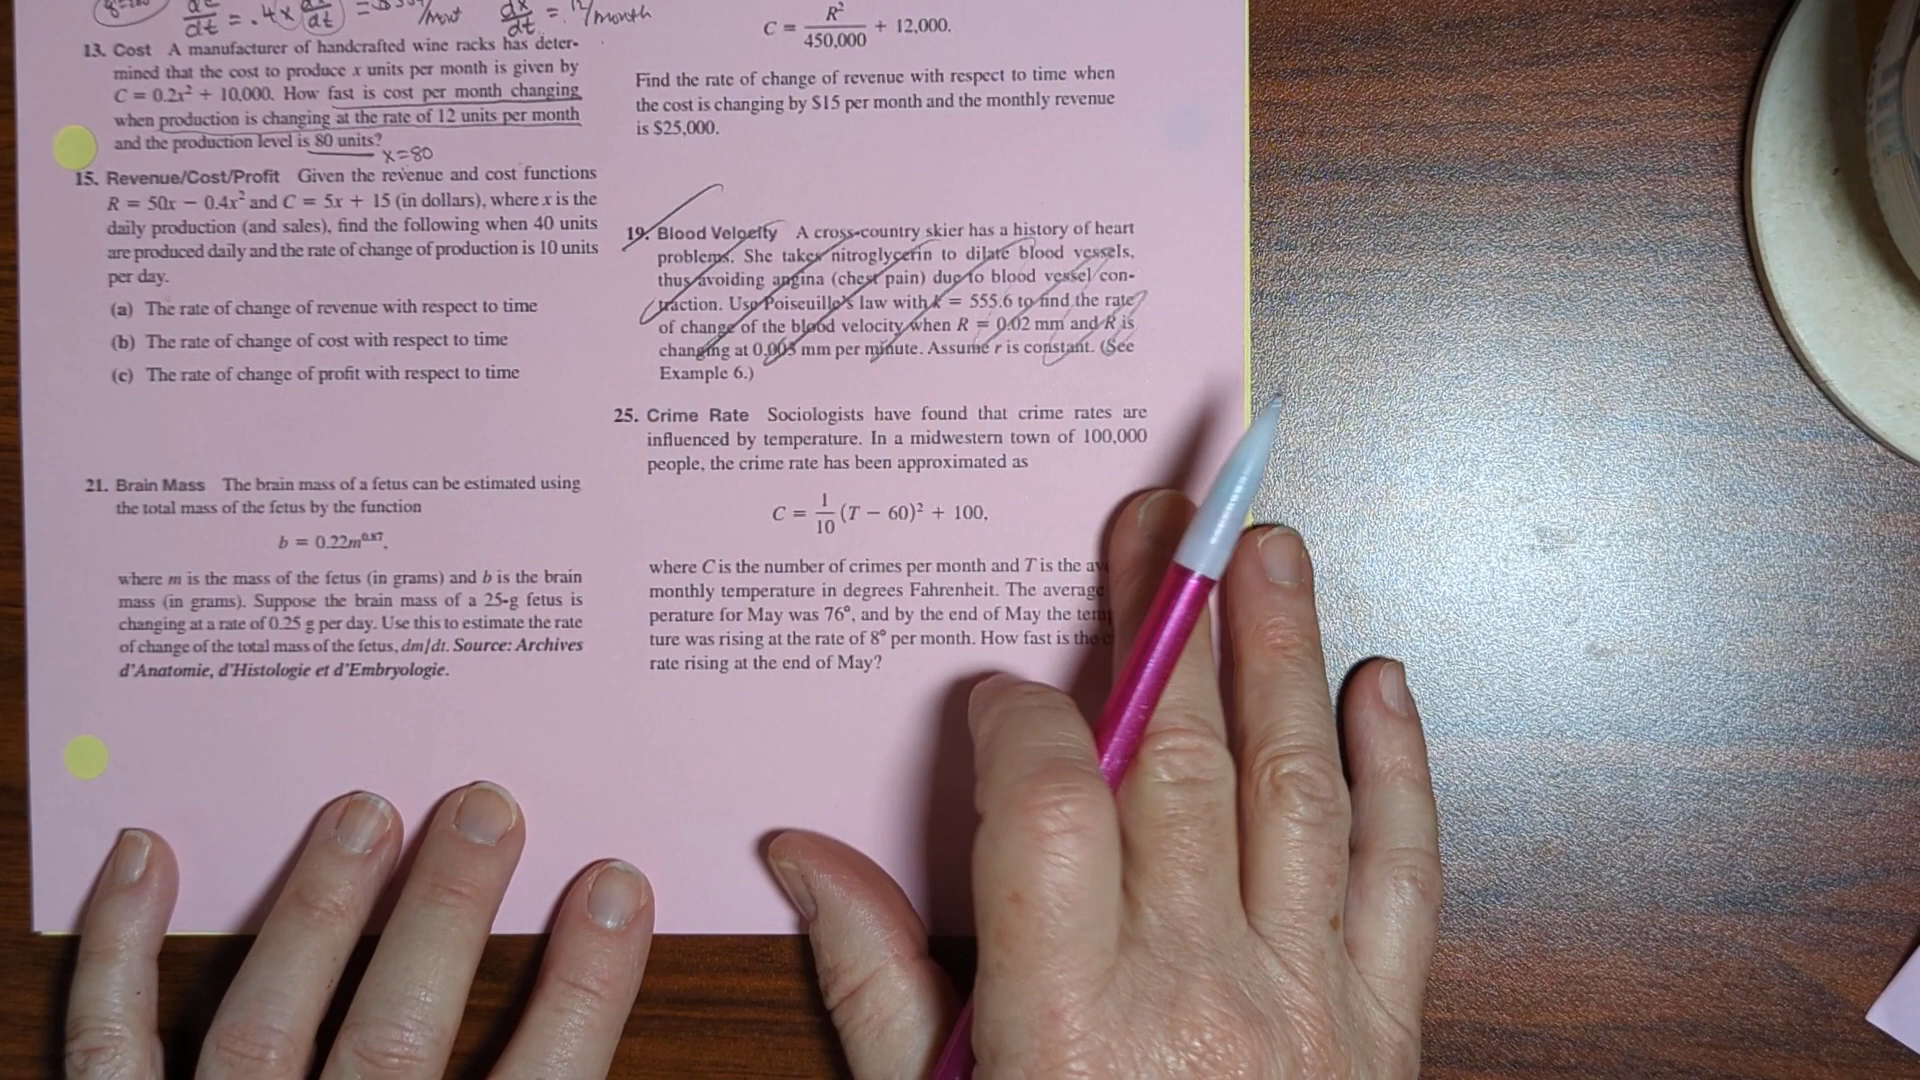 dt = .4x dt = /mont dx/dt = 12/month
13. Cost A manufacturer of handcrafted wine racks has deter-
mined that the cost to produce x units per month is given by
C = 0.2x² + 10,000. How fast is cost per month changing
when production is changing at the rate of 12 units per month
and the production level is 80 units?
x=80
15. Revenue/Cost/Profit Given the revenue and cost functions
R = 50x − 0.4x² and C = 5x + 15 (in dollars), where x is the
daily production (and sales), find the following when 40 units
are produced daily and the rate of change of production is 10 units
per day.
(a) The rate of change of revenue with respect to time
(b) The rate of change of cost with respect to time
(c) The rate of change of profit with respect to time
21. Brain Mass The brain mass of a fetus can be estimated using
the total mass of the fetus by the function
b = 0.22m^0.87,
where m is the mass of the fetus (in grams) and b is the brain
mass (in grams). Suppose the brain mass of a 25-g fetus is
changing at a rate of 0.25 g per day. Use this to estimate the rate
of change of the total mass of the fetus, dm/dt. Source: Archives
d'Anatomie, d'Histologie et d'Embryologie.
C = R²/450,000 + 12,000.
Find the rate of change of revenue with respect to time when
the cost is changing by $15 per month and the monthly revenue
is $25,000.
19. Blood Velocity A cross-country skier has a history of heart
problems. She takes nitroglycerin to dilate blood vessels,
thus avoiding angina (chest pain) due to blood vessel con-
traction. Use Poiseuille's law with k = 555.6 to find the rate
of change of the blood velocity when R = 0.02 mm and R is
changing at 0.003 mm per minute. Assume r is constant. (See
Example 6.)
25. Crime Rate Sociologists have found that crime rates are
influenced by temperature. In a midwestern town of 100,000
people, the crime rate has been approximated as
C = 1/10 (T − 60)² + 100,
where C is the number of crimes per month and T is the
monthly temperature in degrees Fahrenheit. The average
perature for May was 76°, and by the end of May the
ture was rising at the rate of 8° per month. How fast is the
rate rising at the end of May?